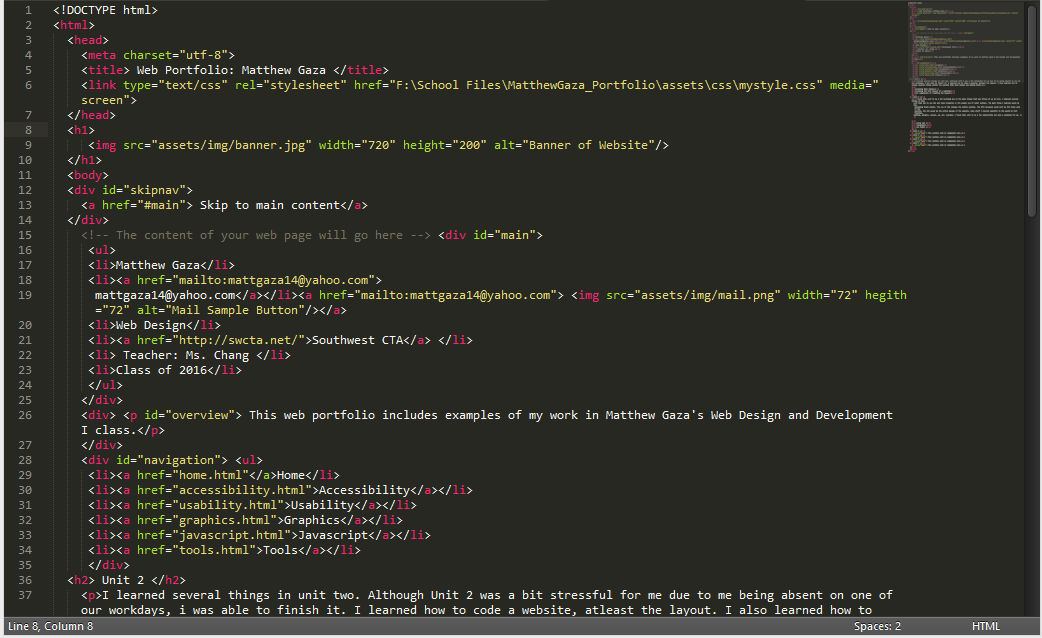 1 <!DOCTYPE html>
2 <html>
3 <head>
4 <meta charset="utf-8">
5 <title> Web Portfolio: Matthew Gaza </title>
6 <link type="text/css" rel="stylesheet" href="F:\School Files\MatthewGaza_Portfolio\assets\css\mystyle.css" media="
screen">
7 </head>
8 <h1>
9 <img src="assets/img/banner.jpg" width="720" height="200" alt="Banner of Website"/>
10 </h1>
11 <body>
12 <div id="skipnav">
13 <a href="#main"> Skip to main content</a>
14 </div>
15 <!-- The content of your web page will go here --> <div id="main">
16 <ul>
17 <li>Matthew Gaza</li>
18 <li><a href="mailto:mattgaza14@yahoo.com">
19 mattgaza14@yahoo.com</a></li><a href="mailto:mattgaza14@yahoo.com"> <img src="assets/img/mail.png" width="72" hegith
="72" alt="Mail Sample Button"/></a>
20 <li>Web Design</li>
21 <li><a href="http://swcta.net/">Southwest CTA</a> </li>
22 <li> Teacher: Ms. Chang </li>
23 <li>Class of 2016</li>
24 </ul>
25 </div>
26 <div> <p id="overview"> This web portfolio includes examples of my work in Matthew Gaza's Web Design and Development
I class.</p>
27 </div>
28 <div id="navigation"> <ul>
29 <li><a href="home.html"</a>Home</li>
30 <li><a href="accessibility.html">Accessibility</a></li>
31 <li><a href="usability.html">Usability</a></li>
32 <li><a href="graphics.html">Graphics</a></li>
33 <li><a href="javascript.html">Javascript</a></li>
34 <li><a href="tools.html">Tools</a></li>
35 </div>
36 <h2> Unit 2 </h2>
37 <p>I learned several things in unit two. Although Unit 2 was a bit stressful for me due to me being absent on one of
our workdays, i was able to finish it. I learned how to code a website, atleast the layout. I also learned how to
Line 8, Column 8 Spaces: 2 HTML